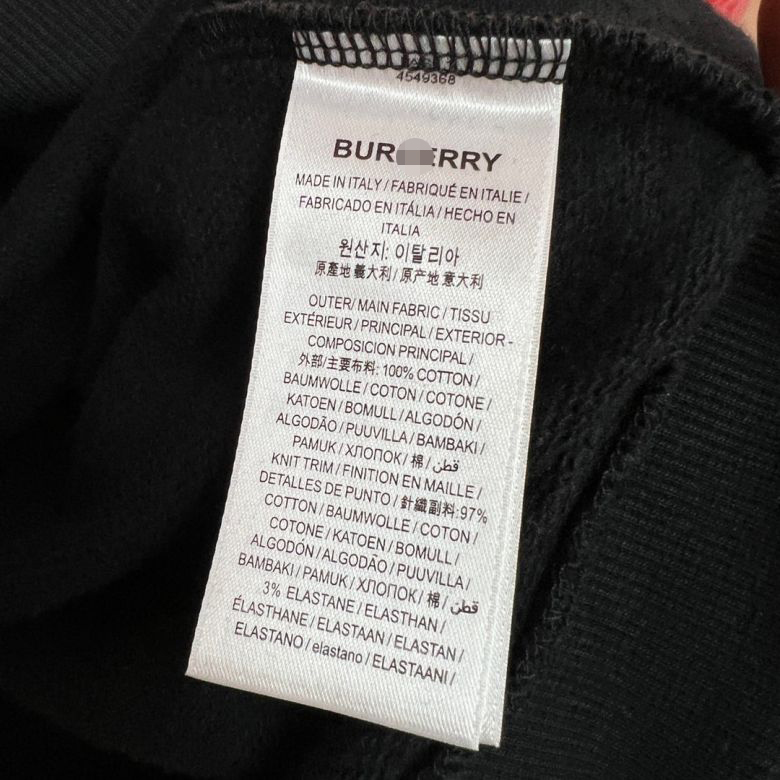 4549368
BUR ERRY
MADE IN ITALY / FABRIQUÉ EN ITALIE /
FABRICADO EN ITÁLIA / HECHO EN
ITALIA
원산지: 이탈리아
原產地 義大利 / 原产地 意大利
OUTER/ MAIN FABRIC / TISSU
EXTÉRIEUR / PRINCIPAL / EXTERIOR -
COMPOSICION PRINCIPAL /
外部/主要布料: 100% COTTON /
BAUMWOLLE / COTON / COTONE /
KATOEN / BOMULL / ALGODÓN /
ALGODÃO / PUUVILLA / BAMBAKI /
PAMUK / ХЛОПОК / 棉 / قطن /
KNIT TRIM / FINITION EN MAILLE /
DETALLES DE PUNTO / 針織副料: 97%
COTTON / BAUMWOLLE / COTON /
COTONE / KATOEN / BOMULL /
ALGODÓN / ALGODÃO / PUUVILLA /
BAMBAKI / PAMUK / ХЛОПОК / 棉 / قطن /
3% ELASTANE / ELASTHAN /
ÉLASTHANE / ELASTAAN / ELASTAN /
ELASTANO / elastano / ELASTAANI /